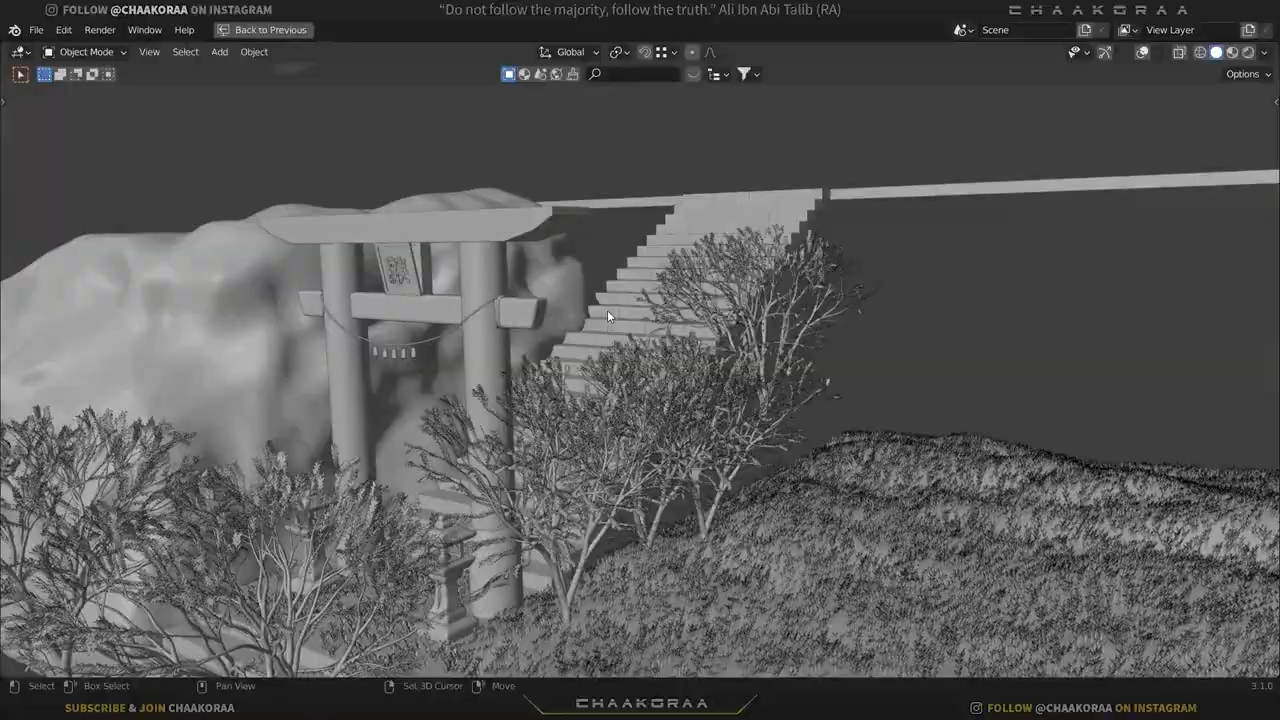 FOLLOW @CHAAKORAA ON INSTAGRAM
"Do not follow the majority, follow the truth." Ali Ibn Abi Talib (RA)
CHAAKORAA
File Edit Render Window Help Back to Previous
Scene
View Layer
Object Mode View Select Add Object
Global
Options
Select Box Select Pan View Set 3D Cursor Move
3.1.0
SUBSCRIBE & JOIN CHAAKORAA
CHAAKORAA
FOLLOW @CHAAKORAA ON INSTAGRAM